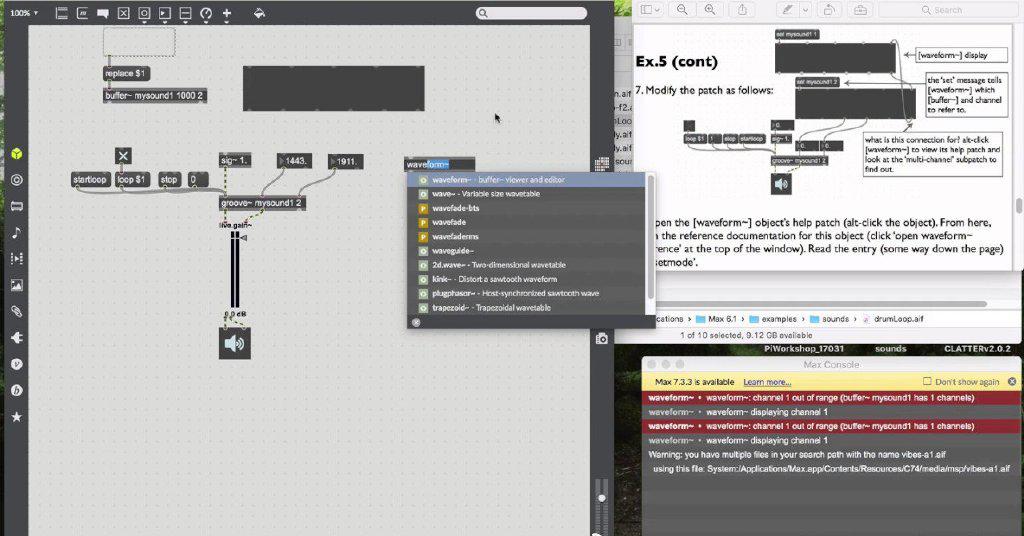 100%
replace $1
buffer~ mysound1 1000 2
startloop
loop $1
stop
0
sig~ 1.
1443.
1911.
groove~ mysound1 2
live.gain~
0.0 dB
waveform~
waveform~ - buffer~ viewer and editor
wave~ - Variable size wavetable
wavefade-bts
wavefade
wavefaderms
waveguide~
2d.wave~ - Two-dimensional wavetable
kink~ - Distort a sawtooth waveform
plugphasor~ - Host-synchronized sawtooth wave
trapezoid~ - Trapezoidal wavetable
Search
Ex.5 (cont)
7. Modify the patch as follows:
set mysound1 1
[waveform~] display
set mysound1 2
the 'set' message tells
[waveform~] which
[buffer~] and channel
to refer to.
loop $1
1
stop
startloop
sig~ 1.
0.
0.
0.
groove~ mysound1 2
what is this connection for? alt-click
[waveform~] to view its help patch and
look at the 'multi-channel' subpatch to
find out.
pen the [waveform~] object's help patch (alt-click the object). From here,
the reference documentation for this object (click 'open waveform~
rence' at the top of the window). Read the entry (some way down the page)
setmode'.
cations › Max 6.1 › examples › sounds › drumLoop.aif
1 of 10 selected, 9.12 GB available
PiWorkshop_17031
sounds
CLATTERv2.0.2
Max Console
Max 7.3.3 is available
Learn more...
Don't show again
waveform~ • waveform~: channel 1 out of range (buffer~ mysound1 has 1 channels)
waveform~ • waveform~ displaying channel 1
waveform~ • waveform~: channel 1 out of range (buffer~ mysound1 has 1 channels)
waveform~ • waveform~ displaying channel 1
Warning: you have multiple files in your search path with the name vibes-a1.aif
using this file: System:/Applications/Max.app/Contents/Resources/C74/media/msp/vibes-a1.aif